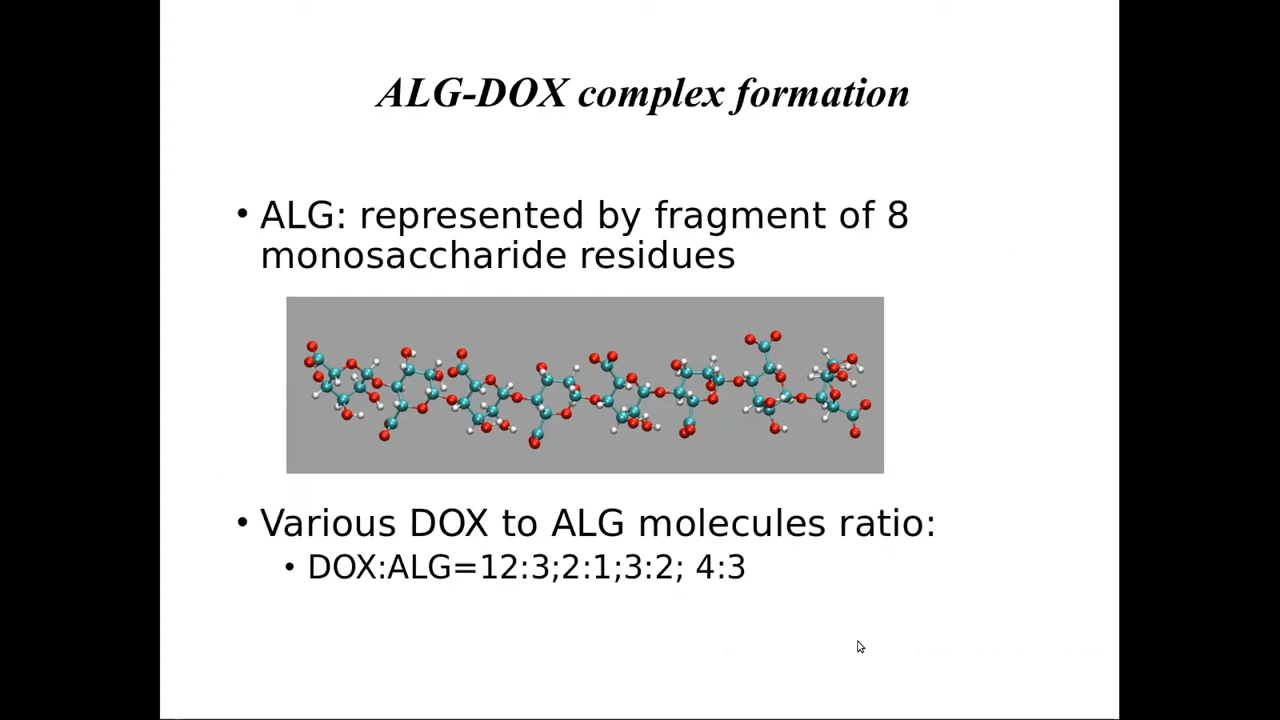 ALG-DOX complex formation
• ALG: represented by fragment of 8
monosaccharide residues
• Various DOX to ALG molecules ratio:
• DOX:ALG=12:3;2:1;3:2; 4:3